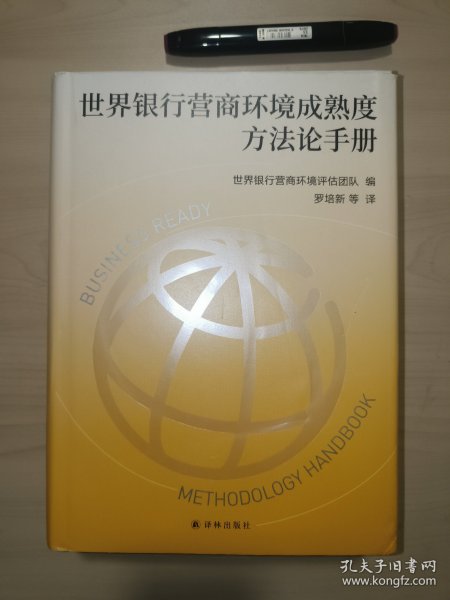 世界银行营商环境成熟度
方法论手册
世界银行营商环境评估团队 编
罗培新 等 译
BUSINESS READY
METHODOLOGY HANDBOOK
译林出版社
孔夫子旧书网
www.kongfz.com